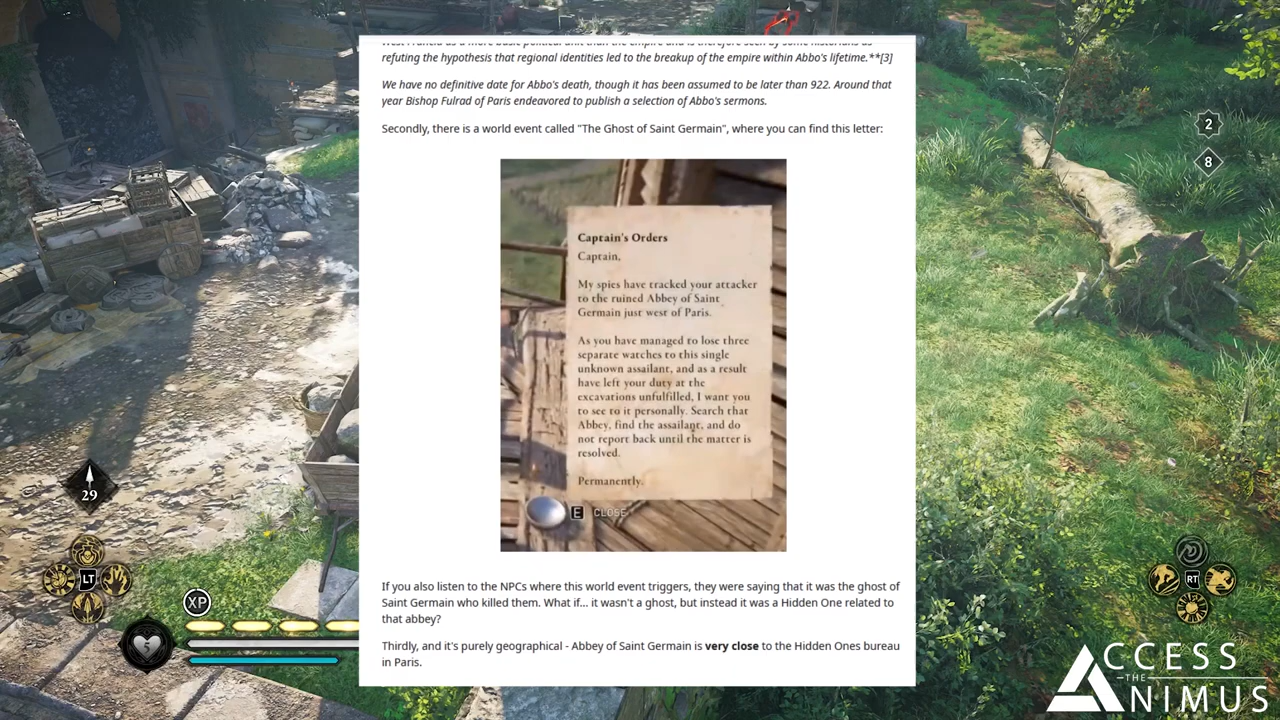 West Francia as a more basic political unit than the empire and is therefore seen by some historians as
refuting the hypothesis that regional identities led to the breakup of the empire within Abbo's lifetime.**[3]
We have no definitive date for Abbo's death, though it has been assumed to be later than 922. Around that
year Bishop Fulrad of Paris endeavored to publish a selection of Abbo's sermons.
Secondly, there is a world event called "The Ghost of Saint Germain", where you can find this letter:
Captain's Orders
Captain,
My spies have tracked your attacker
to the ruined Abbey of Saint
Germain just west of Paris.
As you have managed to lose three
separate watches to this single
unknown assailant, and as a result
have left your duty at the
excavations unfulfilled, I want you
to see to it personally. Search that
Abbey, find the assailant, and do
not report back until the matter is
resolved.
Permanently.
E CLOSE
If you also listen to the NPCs where this world event triggers, they were saying that it was the ghost of
Saint Germain who killed them. What if... it wasn't a ghost, but instead it was a Hidden One related to
that abbey?
Thirdly, and it's purely geographical - Abbey of Saint Germain is very close to the Hidden Ones bureau
in Paris.
2
8
29
LT
XP
5
RT
ACCESS
THE
ANIMUS